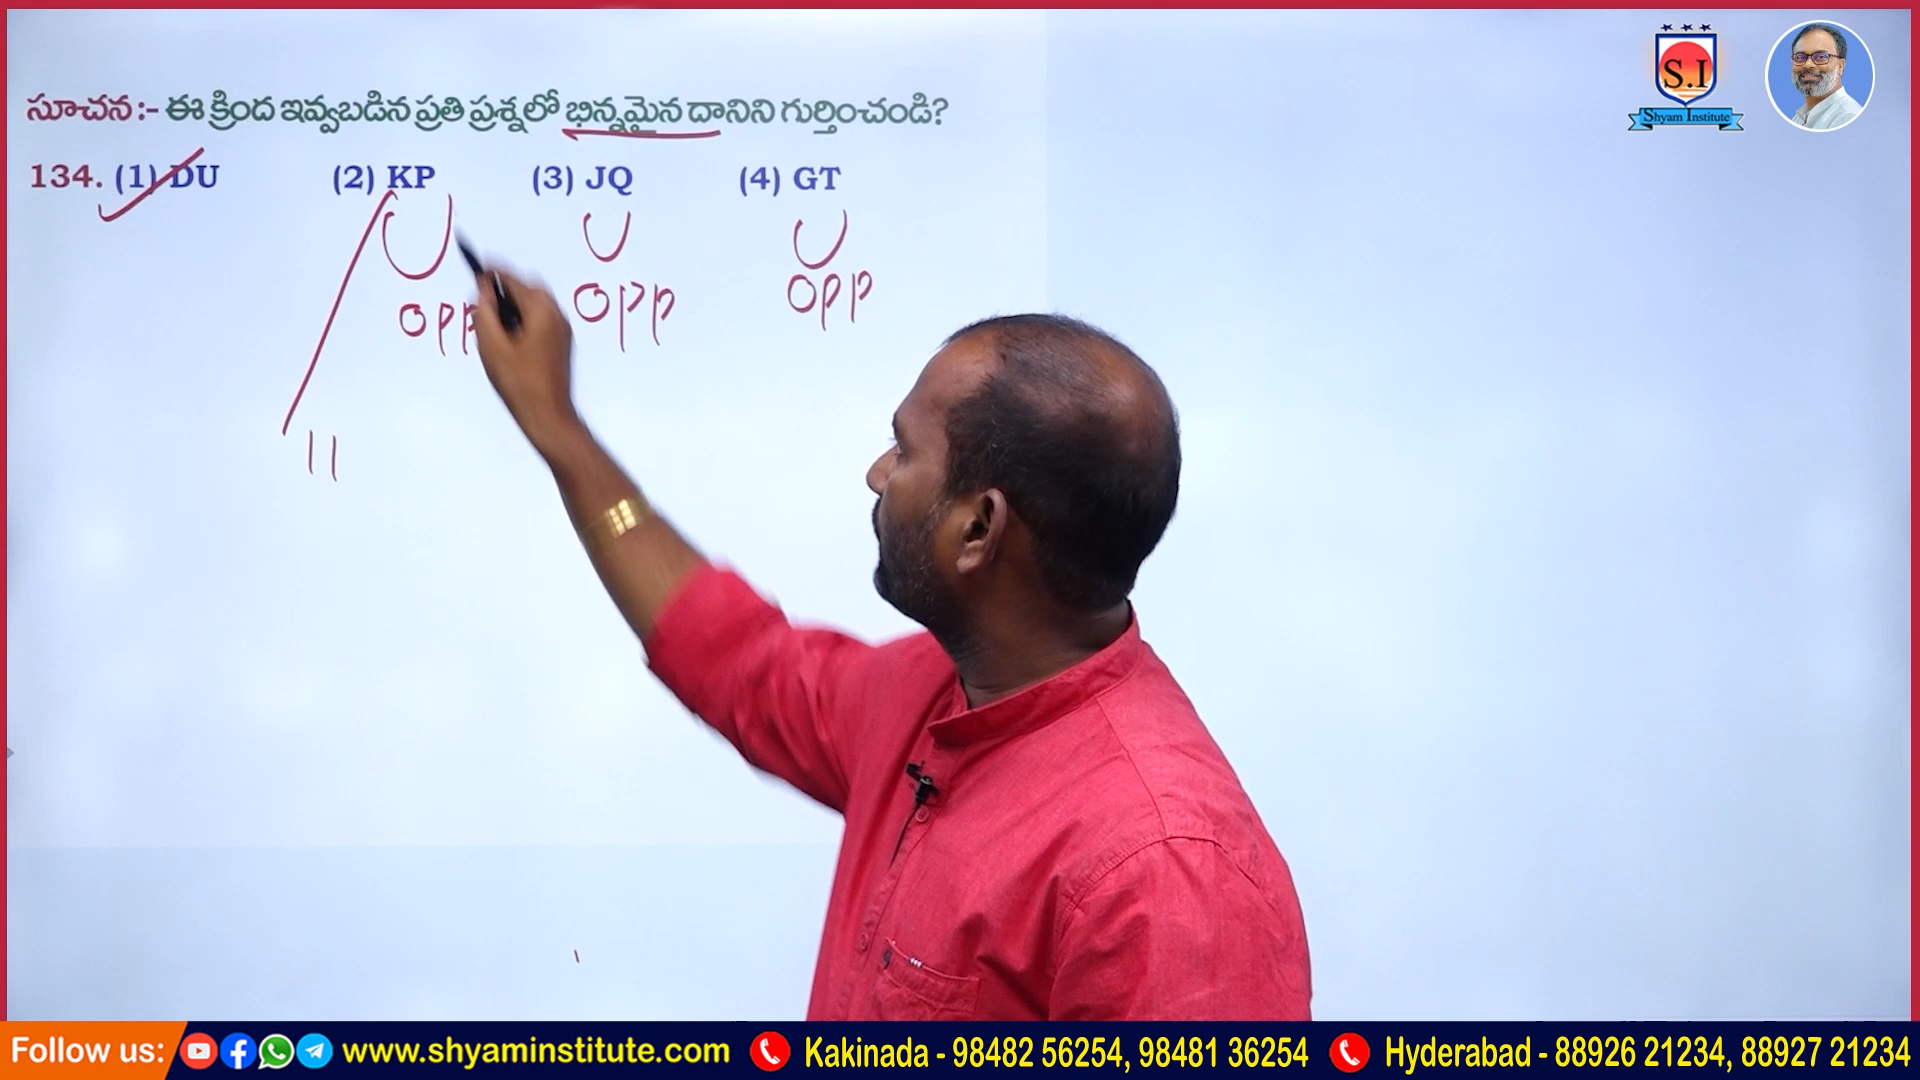 S.I
Shyam Institute
సూచన :- ఈ క్రింద ఇవ్వబడిన ప్రతి ప్రశ్నలో భిన్నమైన దానిని గుర్తించండి?
134. (1) DU (2) KP (3) JQ (4) GT
opp opp opp
11
Follow us: www.shyaminstitute.com Kakinada - 98482 56254, 98481 36254 Hyderabad - 88926 21234, 88927 21234